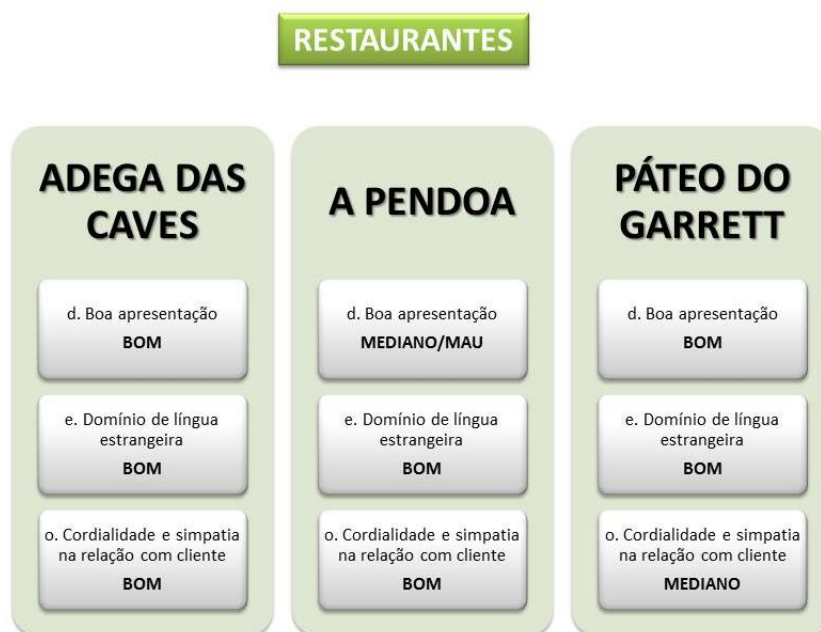 RESTAURANTES
ADEGA DAS
CAVES
d. Boa apresentação
BOM
e. Domínio de língua
estrangeira
BOM
o. Cordialidade e simpatia
na relação com cliente
BOM
A PENDOA
d. Boa apresentação
MEDIANO/MAU
e. Domínio de língua
estrangeira
BOM
o. Cordialidade e simpatia
na relação com cliente
BOM
PÁTEO DO
GARRETT
d. Boa apresentação
BOM
e. Domínio de língua
estrangeira
BOM
o. Cordialidade e simpatia
na relação com cliente
MEDIANO